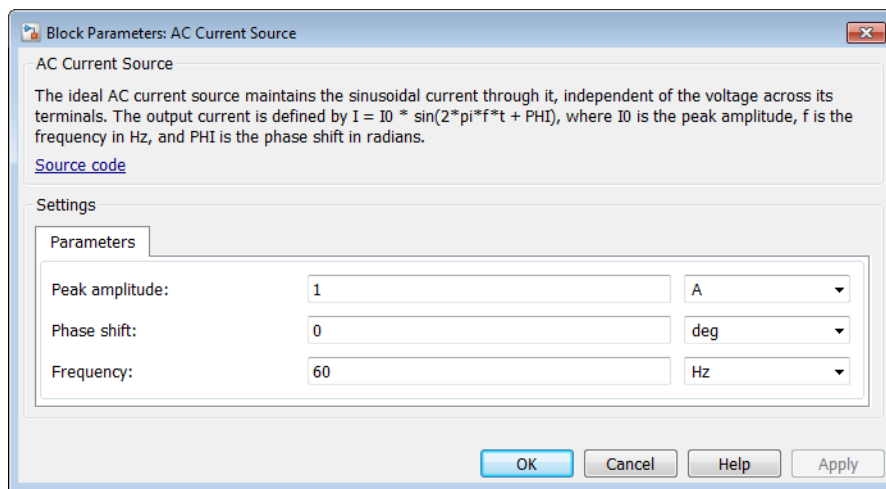 Block Parameters: AC Current Source
AC Current Source
The ideal AC current source maintains the sinusoidal current through it, independent of the voltage across its
terminals. The output current is defined by I = I0 * sin(2*pi*f*t + PHI), where I0 is the peak amplitude, f is the
frequency in Hz, and PHI is the phase shift in radians.
Source code
Settings
Parameters
Peak amplitude: 1 A
Phase shift: 0 deg
Frequency: 60 Hz
OK Cancel Help Apply